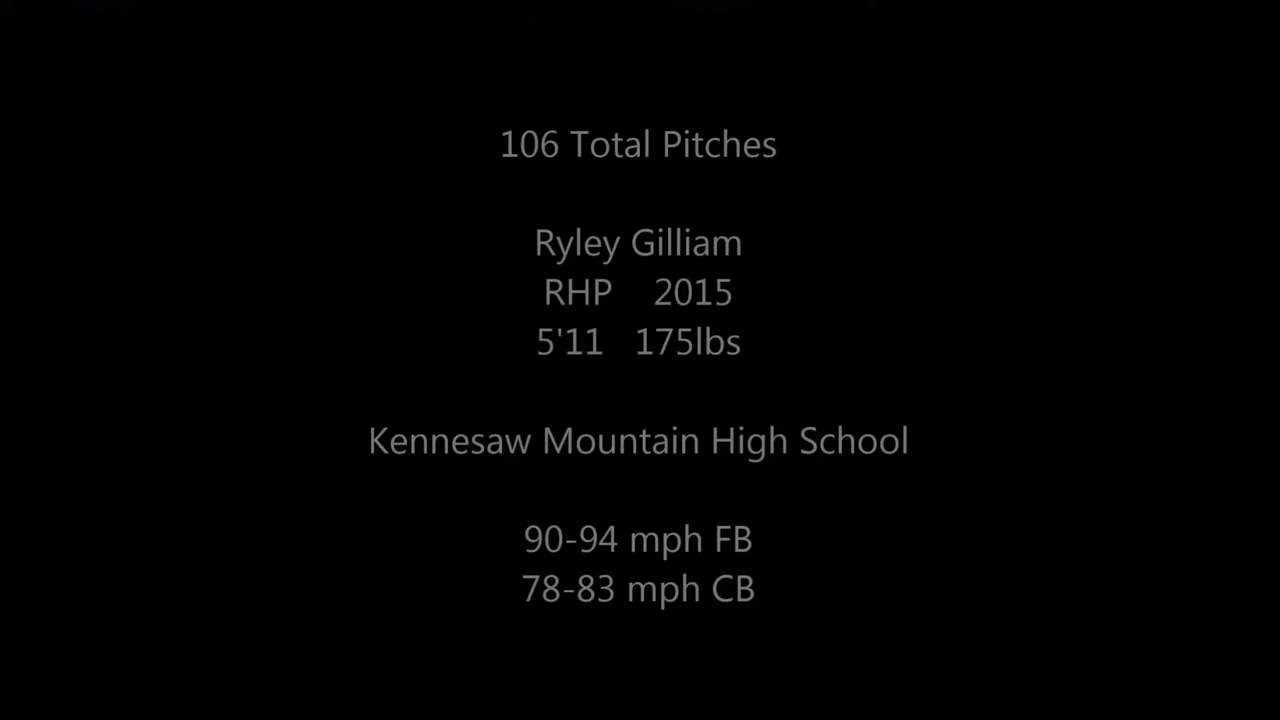 106 Total Pitches
Ryley Gilliam
RHP 2015
5'11 175lbs
Kennesaw Mountain High School
90-94 mph FB
78-83 mph CB